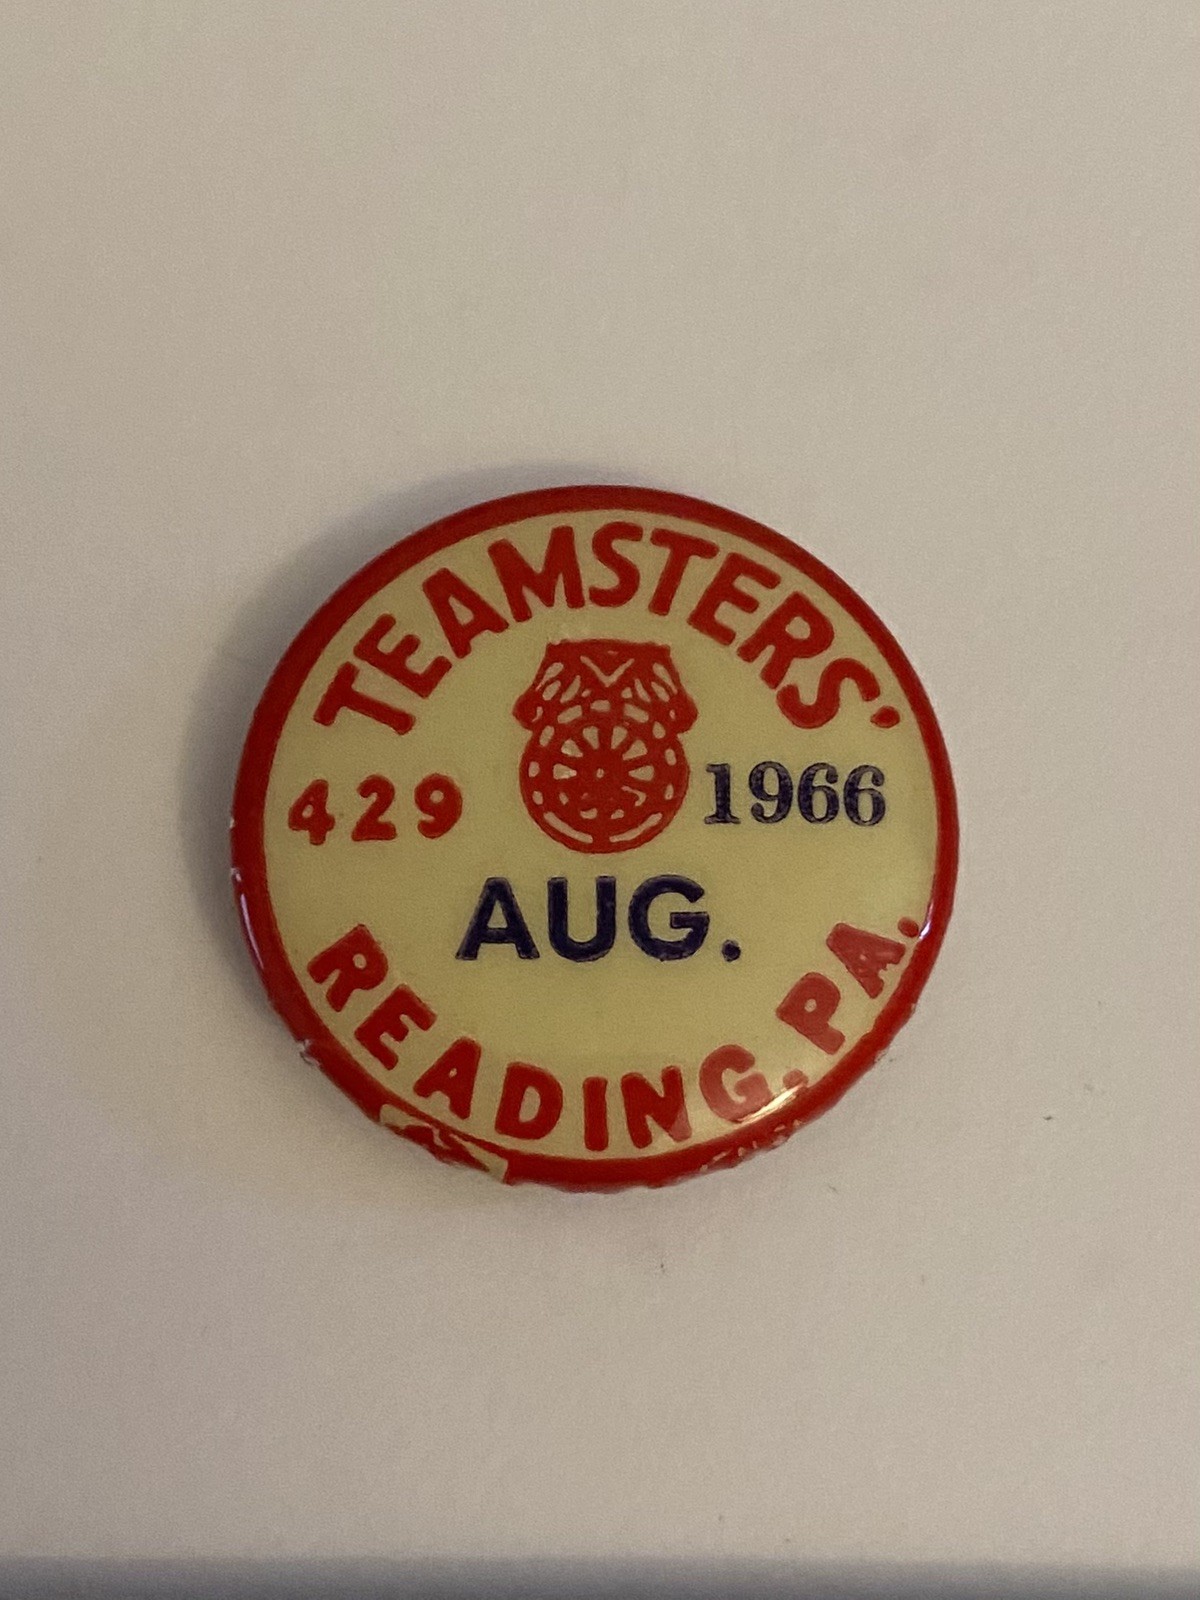 TEAMSTERS'
429 1966
AUG.
READING, PA.